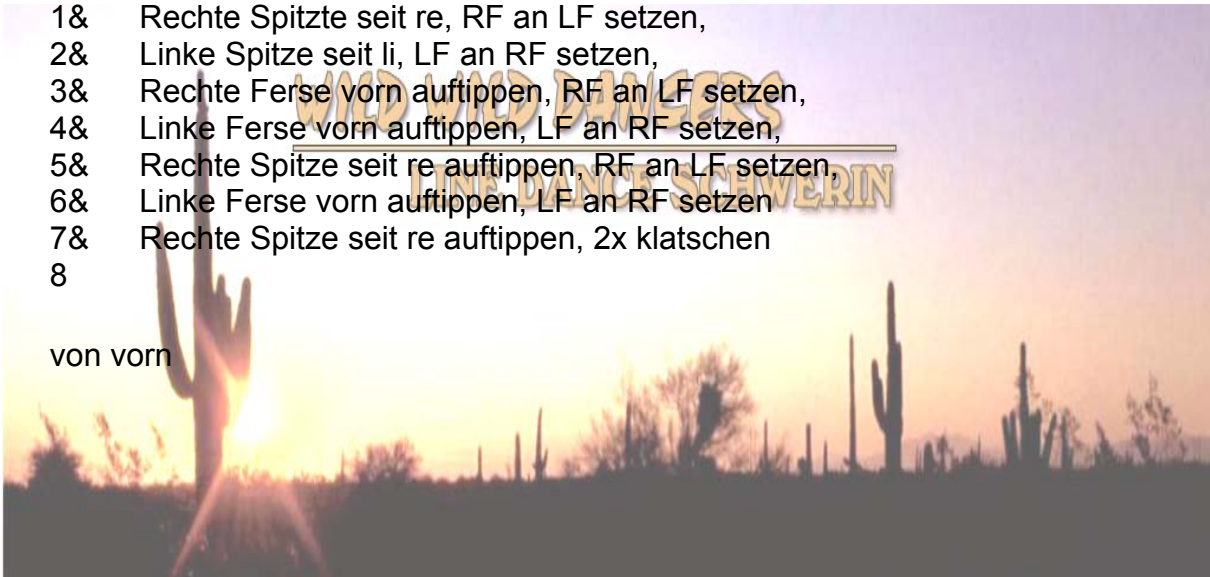 1& Rechte Spitzte seit re, RF an LF setzen,
2& Linke Spitze seit li, LF an RF setzen,
3& Rechte Ferse vorn auftippen, RF an LF setzen,
4& Linke Ferse vorn auftippen, LF an RF setzen,
5& Rechte Spitze seit re auftippen, RF an LF setzen,
6& Linke Ferse vorn auftippen, LF an RF setzen
7& Rechte Spitze seit re auftippen, 2x klatschen
8
von vorn
WILD WILD DANCERS
LINE DANCE SCHWERIN